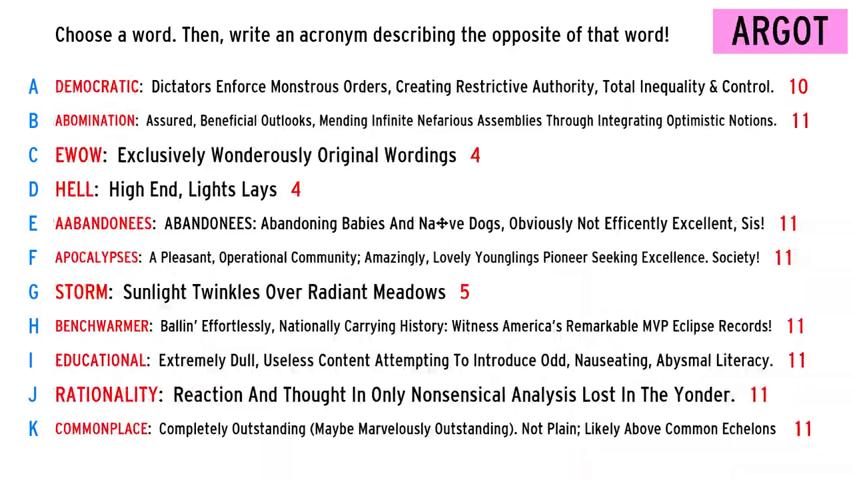 Choose a word. Then, write an acronym describing the opposite of that word!
ARGOT
A DEMOCRATIC: Dictators Enforce Monstrous Orders, Creating Restrictive Authority, Total Inequality & Control. 10
B ABOMINATION: Assured, Beneficial Outlooks, Mending Infinite Nefarious Assemblies Through Integrating Optimistic Notions. 11
C EWOW: Exclusively Wonderously Original Wordings 4
D HELL: High End, Lights Lays 4
E AABANDONEES: ABANDONEES: Abandoning Babies And Na✢ve Dogs, Obviously Not Efficently Excellent, Sis! 11
F APOCALYPSES: A Pleasant, Operational Community; Amazingly, Lovely Younglings Pioneer Seeking Excellence. Society! 11
G STORM: Sunlight Twinkles Over Radiant Meadows 5
H BENCHWARMER: Ballin' Effortlessly, Nationally Carrying History: Witness America's Remarkable MVP Eclipse Records! 11
I EDUCATIONAL: Extremely Dull, Useless Content Attempting To Introduce Odd, Nauseating, Abysmal Literacy. 11
J RATIONALITY: Reaction And Thought In Only Nonsensical Analysis Lost In The Yonder. 11
K COMMONPLACE: Completely Outstanding (Maybe Marvelously Outstanding). Not Plain; Likely Above Common Echelons 11